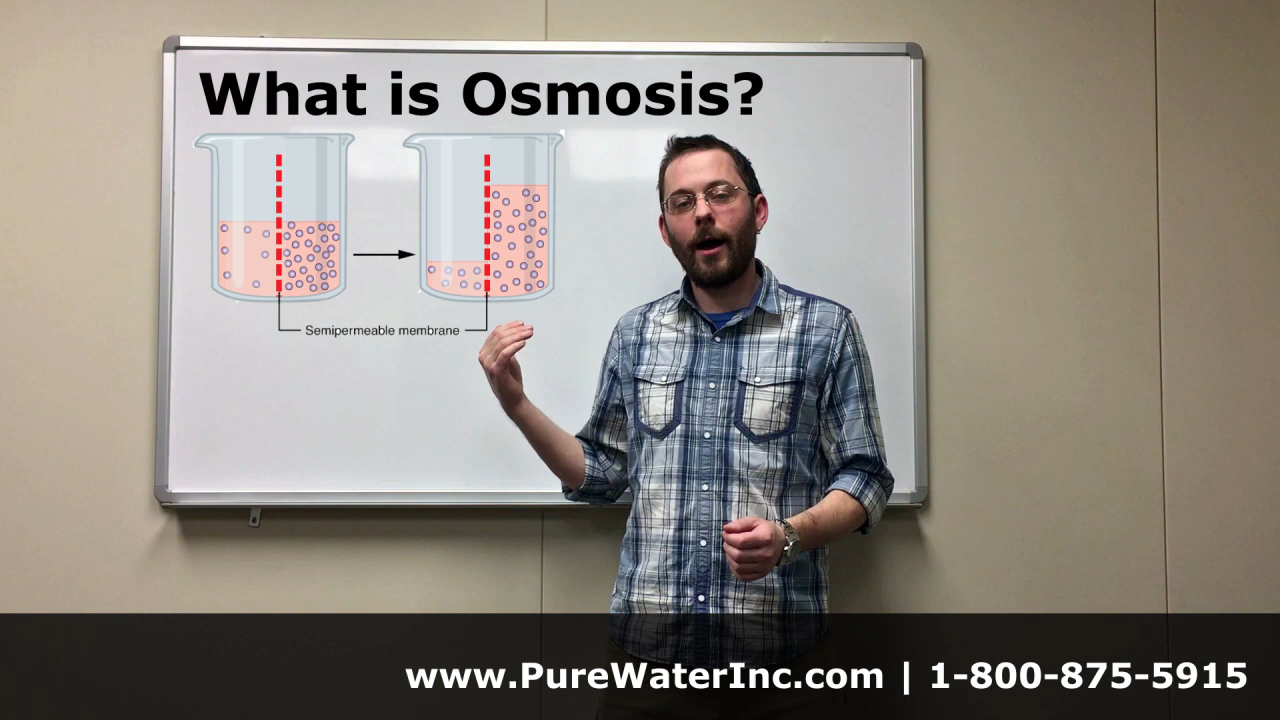 What is Osmosis?
Semipermeable membrane
www.PureWaterInc.com | 1-800-875-5915